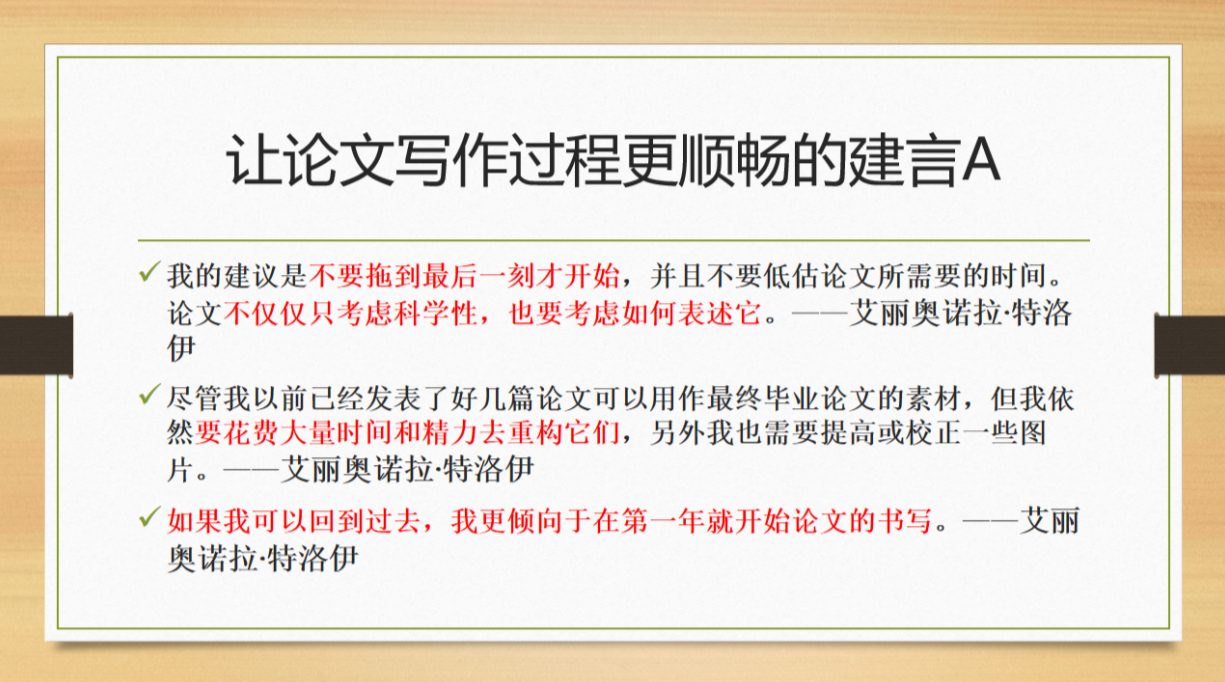 让论文写作过程更顺畅的建言A
✓我的建议是不要拖到最后一刻才开始，并且不要低估论文所需要的时间。
论文不仅仅只考虑科学性，也要考虑如何表述它。——艾丽奥诺拉·特洛
伊
✓尽管我以前已经发表了好几篇论文可以用作最终毕业论文的素材，但我依
然要花费大量时间和精力去重构它们，另外我也需要提高或校正一些图
片。——艾丽奥诺拉·特洛伊
✓如果我可以回到过去，我更倾向于在第一年就开始论文的书写。——艾丽
奥诺拉·特洛伊